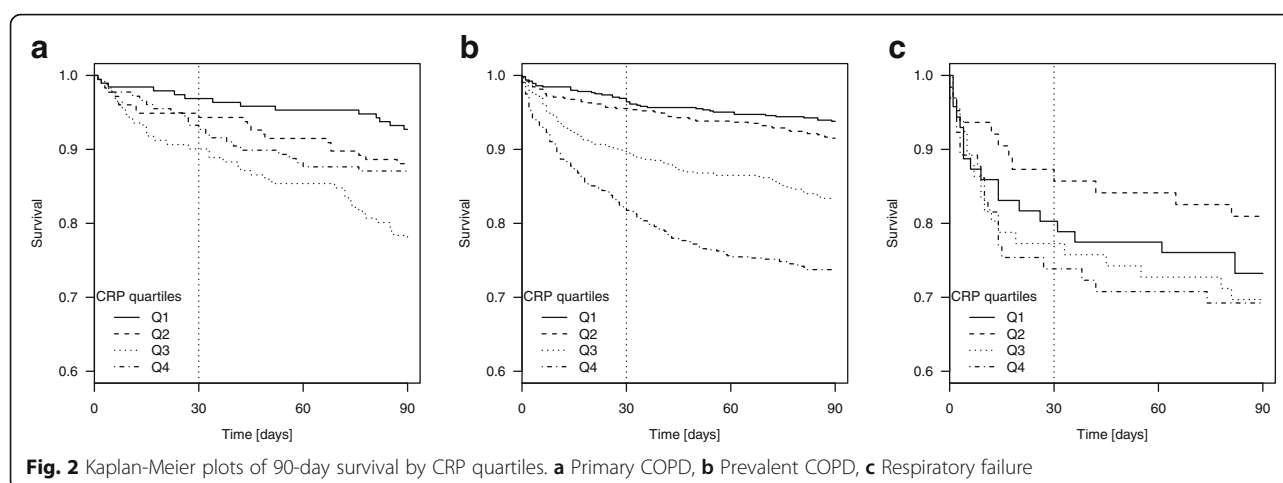 a
1.0
0.9
0.8
0.7
0.6
Survival
CRP quartiles
Q1
Q2
Q3
Q4
0 30 60 90
Time [days]
b
1.0
0.9
0.8
0.7
0.6
Survival
CRP quartiles
Q1
Q2
Q3
Q4
0 30 60 90
Time [days]
c
1.0
0.9
0.8
0.7
0.6
Survival
CRP quartiles
Q1
Q2
Q3
Q4
0 30 60 90
Time [days]
Fig. 2 Kaplan-Meier plots of 90-day survival by CRP quartiles. a Primary COPD, b Prevalent COPD, c Respiratory failure